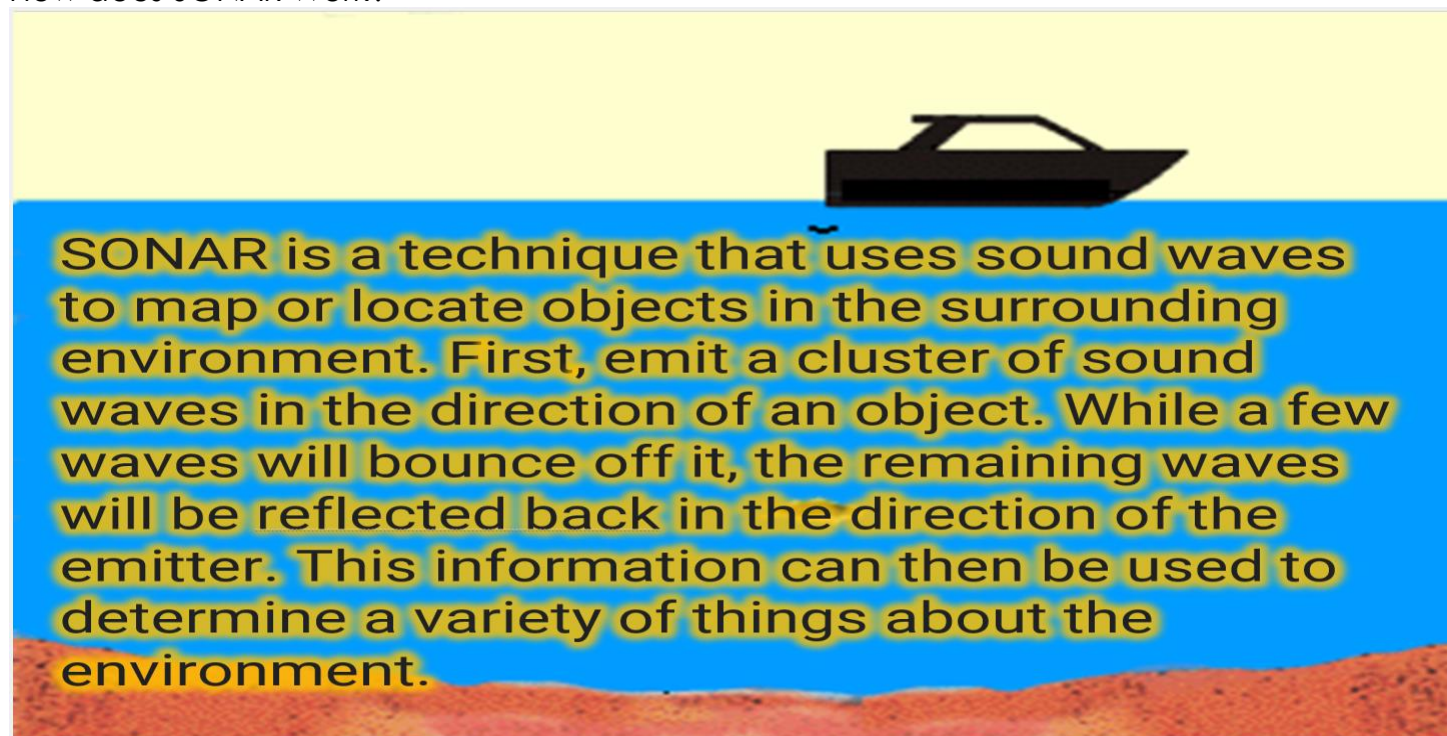 SONAR is a technique that uses sound waves
to map or locate objects in the surrounding
environment. First, emit a cluster of sound
waves in the direction of an object. While a few
waves will bounce off it, the remaining waves
will be reflected back in the direction of the
emitter. This information can then be used to
determine a variety of things about the
environment.